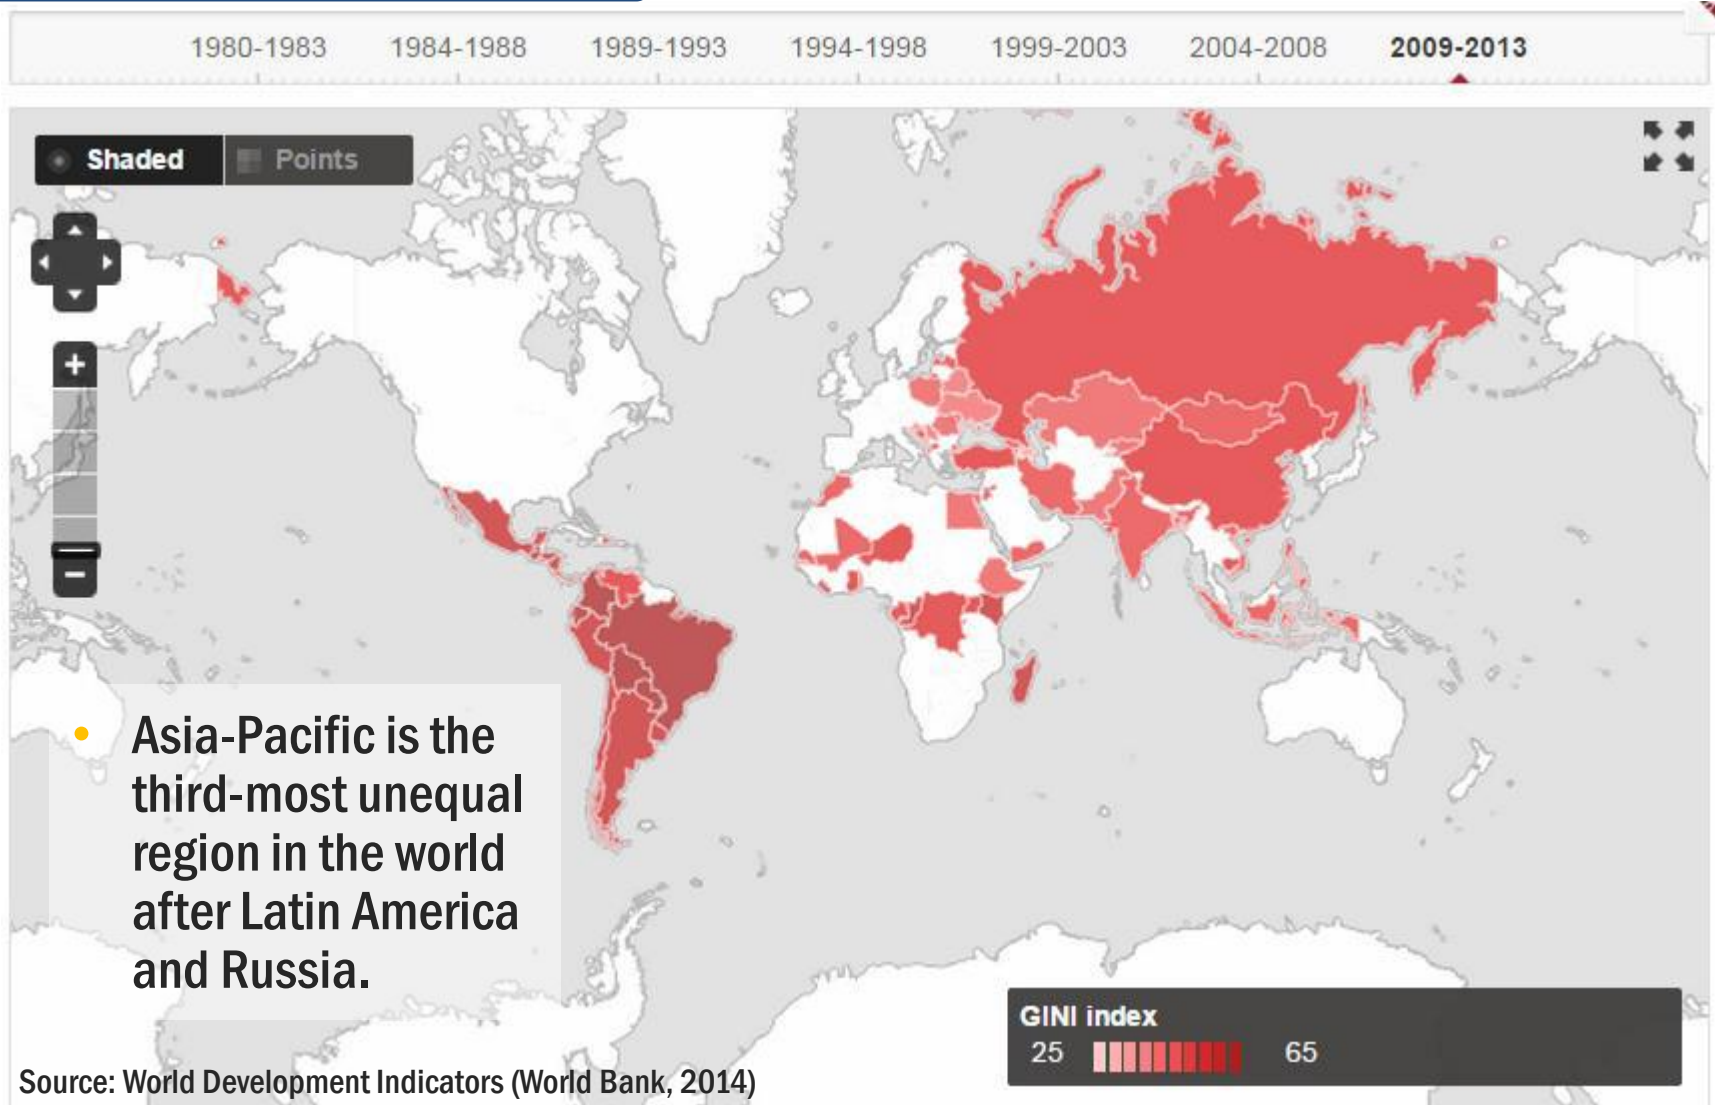 1980-1983 1984-1988 1989-1993 1994-1998 1999-2003 2004-2008 2009-2013
Shaded Points
+
−
• Asia-Pacific is the
third-most unequal
region in the world
after Latin America
and Russia.
GINI index
25 65
Source: World Development Indicators (World Bank, 2014)